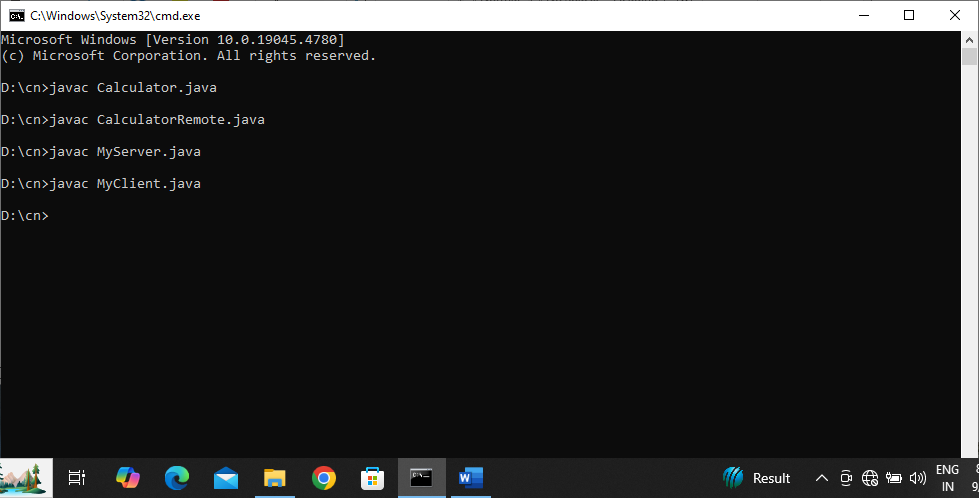 C:\Windows\System32\cmd.exe
Microsoft Windows [Version 10.0.19045.4780]
(c) Microsoft Corporation. All rights reserved.
D:\cn>javac Calculator.java
D:\cn>javac CalculatorRemote.java
D:\cn>javac MyServer.java
D:\cn>javac MyClient.java
D:\cn>
Result
ENG
IN